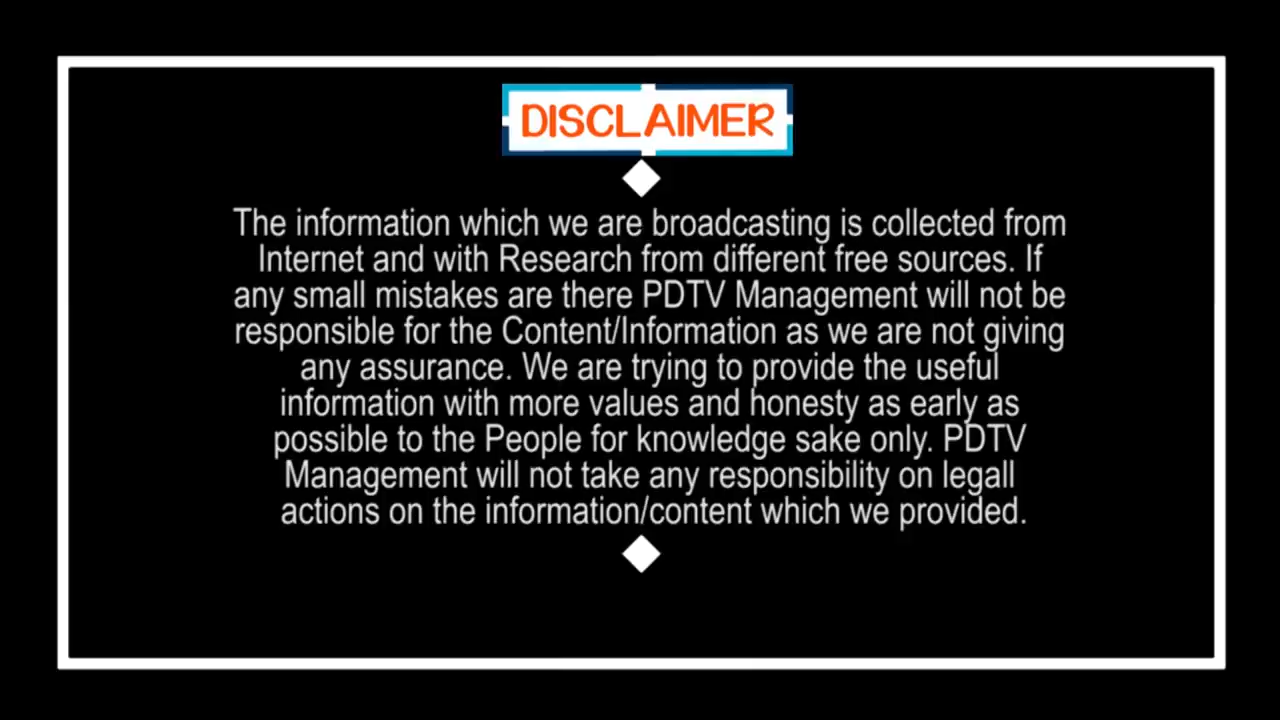 DISCLAIMER
The information which we are broadcasting is collected from
Internet and with Research from different free sources. If
any small mistakes are there PDTV Management will not be
responsible for the Content/Information as we are not giving
any assurance. We are trying to provide the useful
information with more values and honesty as early as
possible to the People for knowledge sake only. PDTV
Management will not take any responsibility on legall
actions on the information/content which we provided.